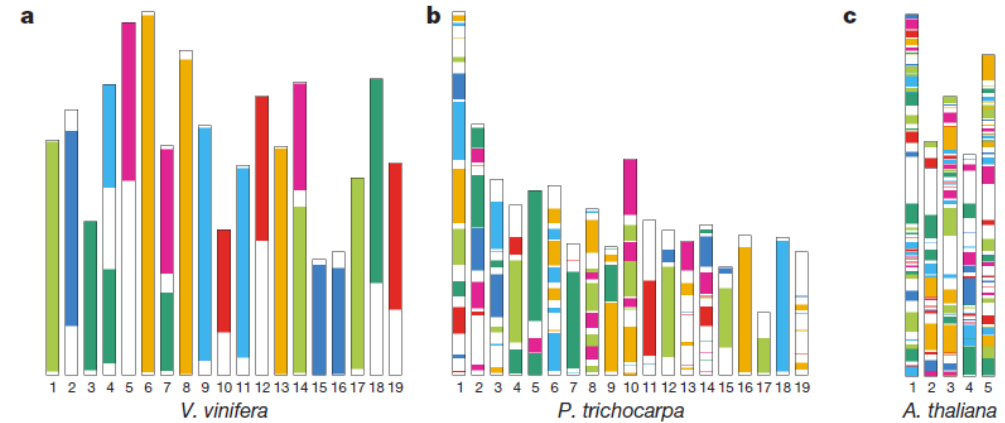 a b c
1 2 3 4 5 6 7 8 9 10 11 12 13 14 15 16 17 18 19 1 2 3 4 5 6 7 8 9 10 11 12 13 14 15 16 17 18 19 1 2 3 4 5
V. vinifera P. trichocarpa A. thaliana